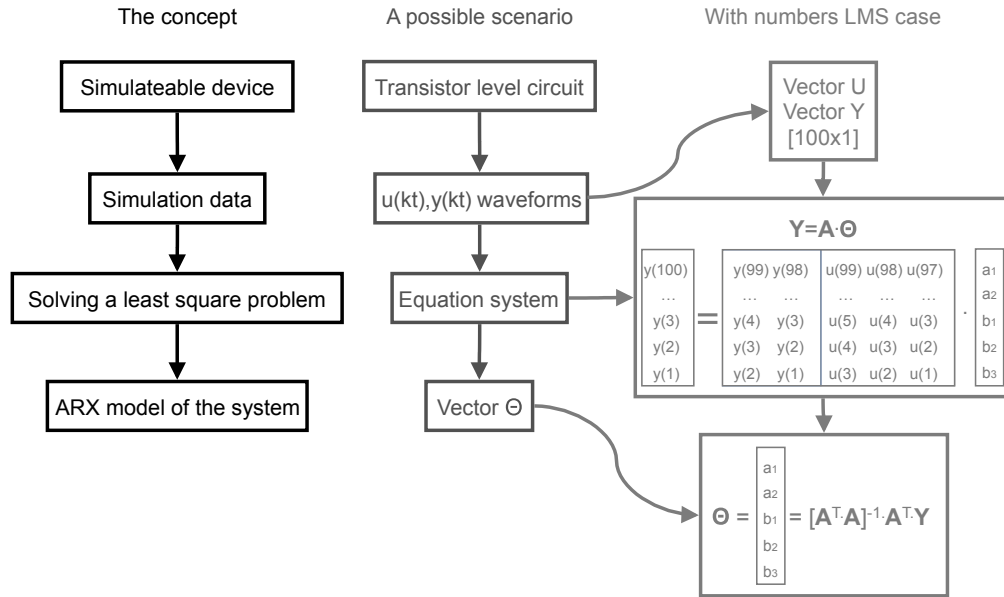 The concept
Simulateable device
Simulation data
Solving a least square problem
ARX model of the system
A possible scenario
Transistor level circuit
u(kt),y(kt) waveforms
Equation system
Vector Θ
With numbers LMS case
Vector U
Vector Y
[100x1]
Y=A·Θ
y(100) y(99) y(98) u(99) u(98) u(97) a1
... ... ... ... ... ... a2
y(3) = y(4) y(3) u(5) u(4) u(3) · b1
y(2) y(3) y(2) u(4) u(3) u(2) b2
y(1) y(2) y(1) u(3) u(2) u(1) b3
a1
a2
Θ = b1 = [Aᵀ·A]⁻¹·Aᵀ·Y
b2
b3